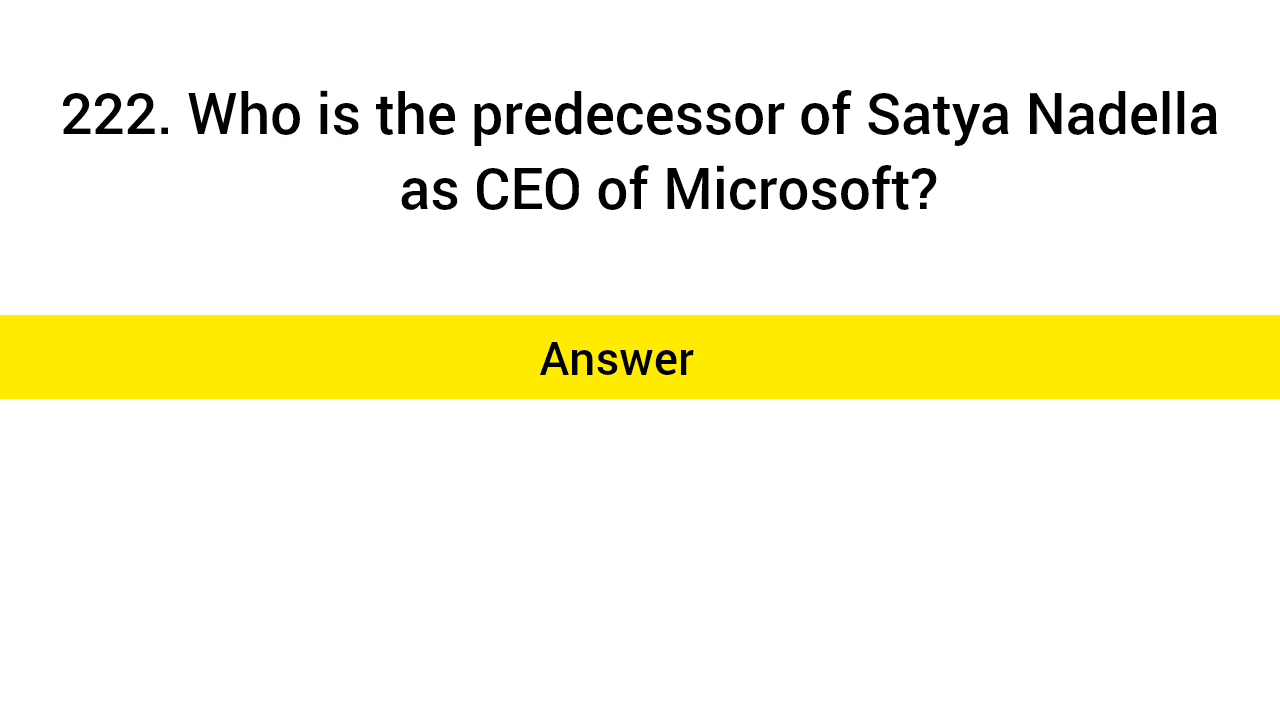 222. Who is the predecessor of Satya Nadella
as CEO of Microsoft?
Answer